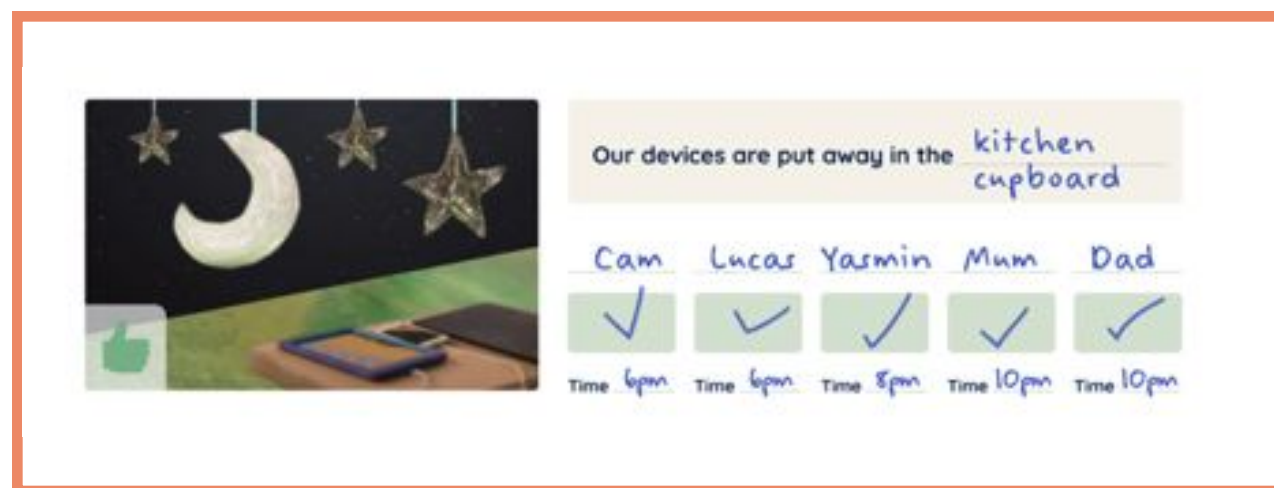 Our devices are put away in the kitchen
cupboard
Cam Lucas Yasmin Mum Dad
Time 6pm Time 6pm Time 8pm Time 10pm Time 10pm